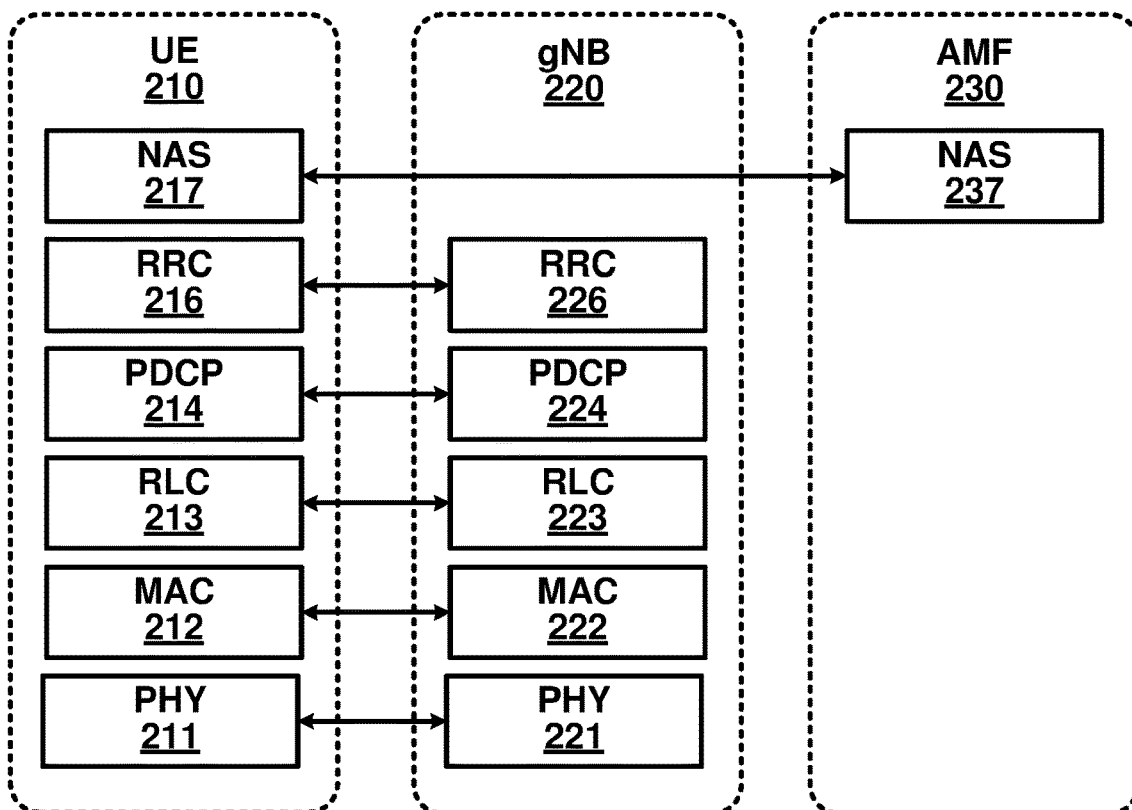 UE
210
gNB
220
AMF
230
NAS
217
NAS
237
RRC
216
RRC
226
PDCP
214
PDCP
224
RLC
213
RLC
223
MAC
212
MAC
222
PHY
211
PHY
221